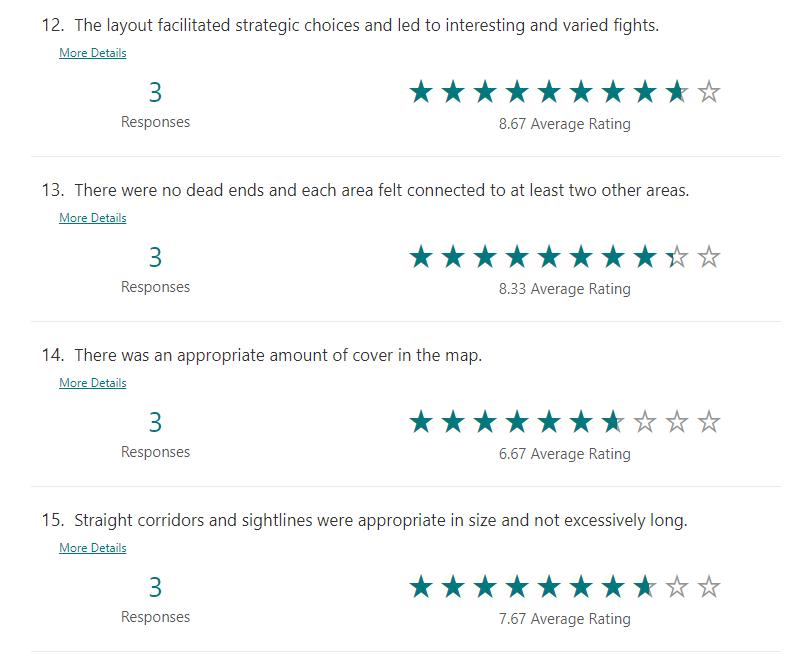 12. The layout facilitated strategic choices and led to interesting and varied fights.
More Details
3
Responses
8.67 Average Rating
13. There were no dead ends and each area felt connected to at least two other areas.
More Details
3
Responses
8.33 Average Rating
14. There was an appropriate amount of cover in the map.
More Details
3
Responses
6.67 Average Rating
15. Straight corridors and sightlines were appropriate in size and not excessively long.
More Details
3
Responses
7.67 Average Rating